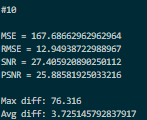 #10
MSE = 167.68662962962964
RMSE = 12.94938722988967
SNR = 27.405920890250112
PSNR = 25.88581925033216
Max diff: 76.316
Avg diff: 3.725145792837917